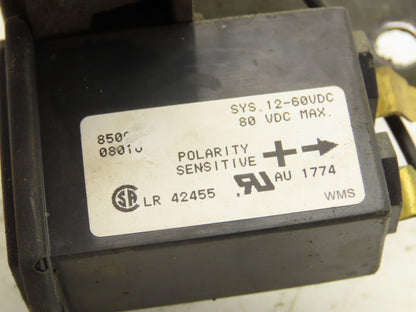 SYS. 12-60VDC
80 VDC MAX.
POLARITY
SENSITIVE + →
LR 42455
AU 1774
WMS